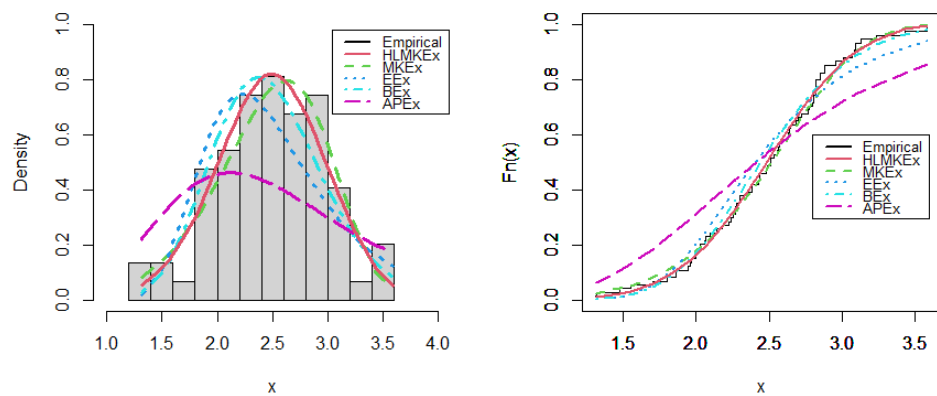 Density
0.0 0.2 0.4 0.6 0.8 1.0
1.0 1.5 2.0 2.5 3.0 3.5 4.0
x
Empirical
HLMKEx
MKEx
EEx
BEx
APEx
Fn(x)
0.0 0.2 0.4 0.6 0.8 1.0
1.5 2.0 2.5 3.0 3.5
x
Empirical
HLMKEx
MKEx
EEx
BEx
APEx